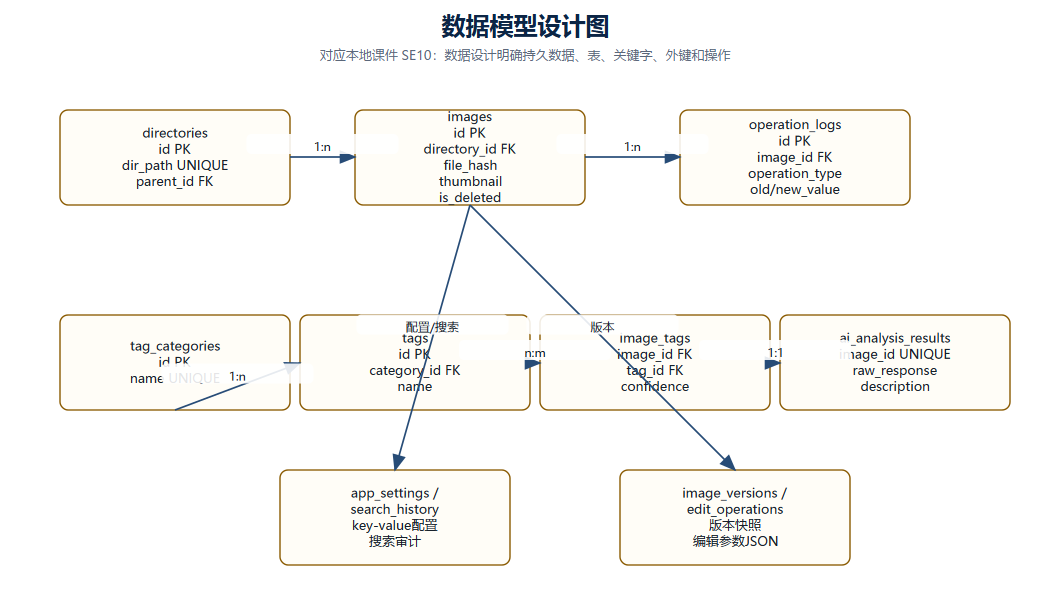 数据模型设计图
对应本地课件 SE10：数据设计明确持久数据、表、关键字、外键和操作
directories
id PK
dir_path UNIQUE
parent_id FK
1:n
images
id PK
directory_id FK
file_hash
thumbnail
is_deleted
1:n
operation_logs
id PK
image_id FK
operation_type
old/new_value
tag_categories
id PK
name UNIQUE
1:n
配置/搜索
tags
id PK
category_id FK
name
n:m
版本
image_tags
image_id FK
tag_id FK
confidence
1:1
ai_analysis_results
image_id UNIQUE
raw_response
description
app_settings /
search_history
key-value配置
搜索审计
image_versions /
edit_operations
版本快照
编辑参数JSON